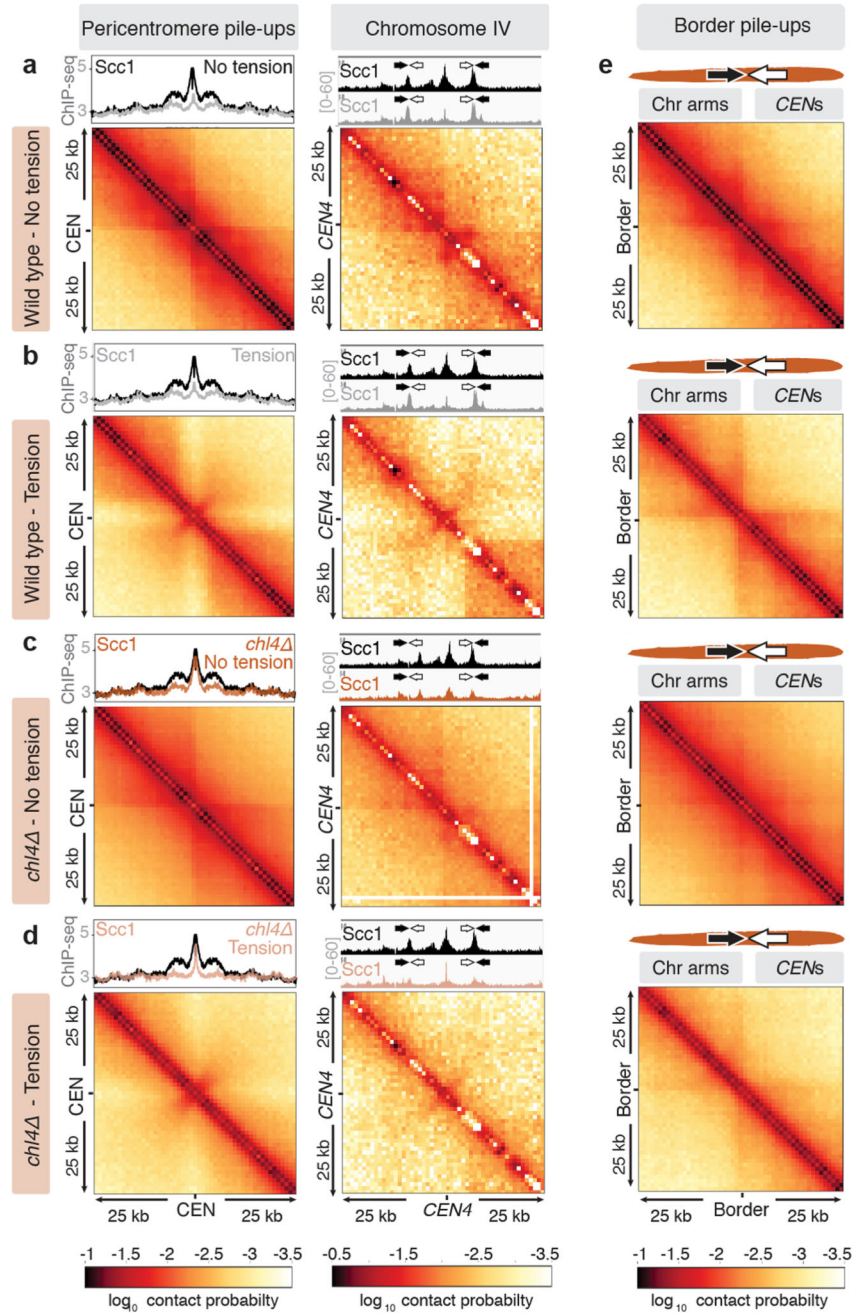 Pericentromere pile-ups
Chromosome IV
Border pile-ups
a
Wild type - No tension
ChIP-seq
5
3
Scc1
No tension
[0-60]
Scc1
Scc1
25 kb
CEN
25 kb
25 kb
CEN4
25 kb
e
Chr arms
CENs
25 kb
Border
25 kb
b
Wild type - Tension
ChIP-seq
5
3
Scc1
Tension
[0-60]
Scc1
Scc1
25 kb
CEN
25 kb
25 kb
CEN4
25 kb
Chr arms
CENs
25 kb
Border
25 kb
c
chl4Δ - No tension
ChIP-seq
5
3
Scc1
chl4Δ
No tension
[0-60]
Scc1
Scc1
25 kb
CEN
25 kb
25 kb
CEN4
25 kb
Chr arms
CENs
25 kb
Border
25 kb
d
chl4Δ - Tension
ChIP-seq
5
3
Scc1
chl4Δ
Tension
[0-60]
Scc1
Scc1
25 kb
CEN
25 kb
25 kb
CEN4
25 kb
Chr arms
CENs
25 kb
Border
25 kb
25 kb CEN 25 kb
25 kb CEN4 25 kb
25 kb Border 25 kb
-1 -1.5 -2 -2.5 -3 -3.5
log10 contact probabilty
-0.5 -1.5 -2.5 -3.5
log10 contact probabilty
-1 -1.5 -2 -2.5 -3 -3.5
log10 contact probabilty